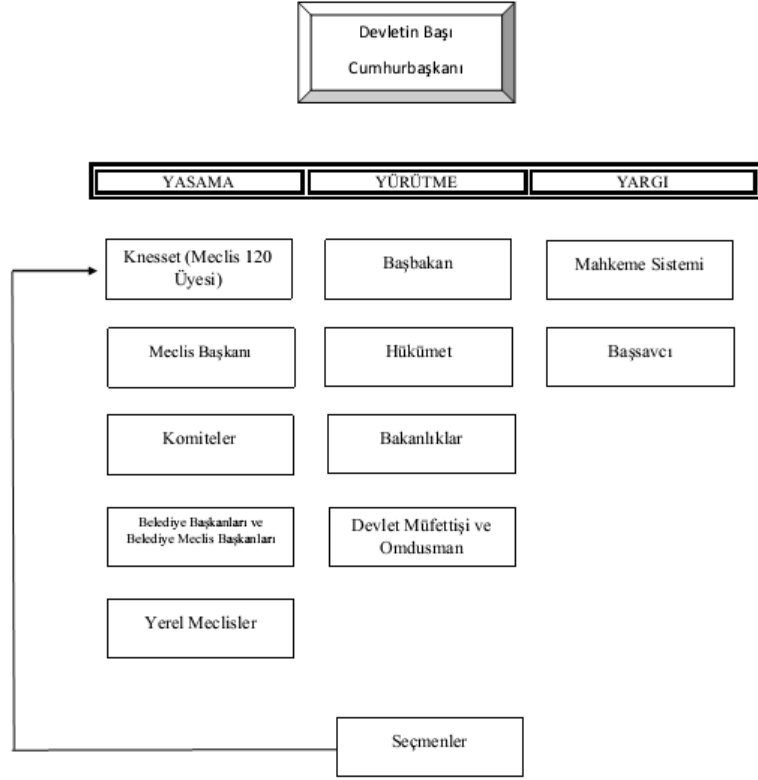 Devletin Başı
Cumhurbaşkanı
YASAMA
YÜRÜTME
YARGI
Knesset (Meclis 120
Üyesi)
Başbakan
Mahkeme Sistemi
Meclis Başkanı
Hükümet
Başsavcı
Komiteler
Bakanlıklar
Belediye Başkanları ve
Belediye Meclis Başkanları
Devlet Müfettişi ve
Omdusman
Yerel Meclisler
Seçmenler